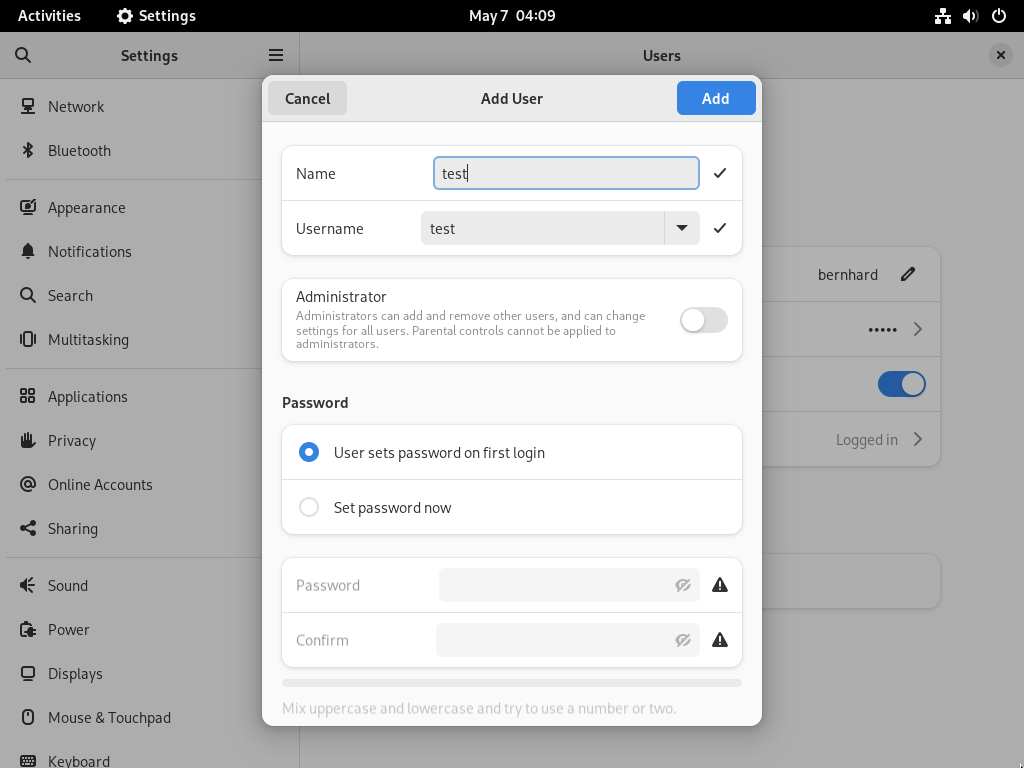 Activities Settings May 7 04:09
Settings Users
Cancel Add User Add
Network
Bluetooth
Appearance
Notifications
Search
Multitasking
Applications
Privacy
Online Accounts
Sharing
Sound
Power
Displays
Mouse & Touchpad
Keyboard
Name test
Username test
Administrator
Administrators can add and remove other users, and can change
settings for all users. Parental controls cannot be applied to
administrators.
Password
User sets password on first login
Set password now
Password
Confirm
Mix uppercase and lowercase and try to use a number or two.
bernhard
•••••
Logged in